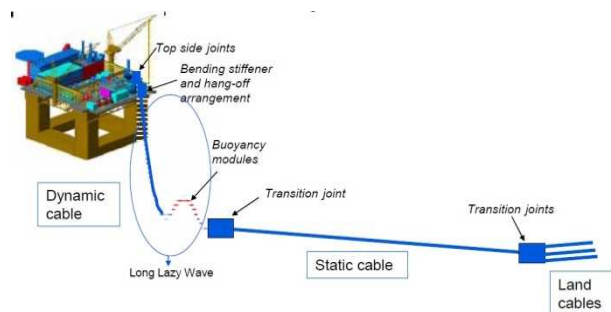 Top side joints
Bending stiffener
and hang-off
arrangement
Buoyancy
modules
Dynamic
cable
Transition joint
Transition joints
Static cable
Long Lazy Wave
Land
cables